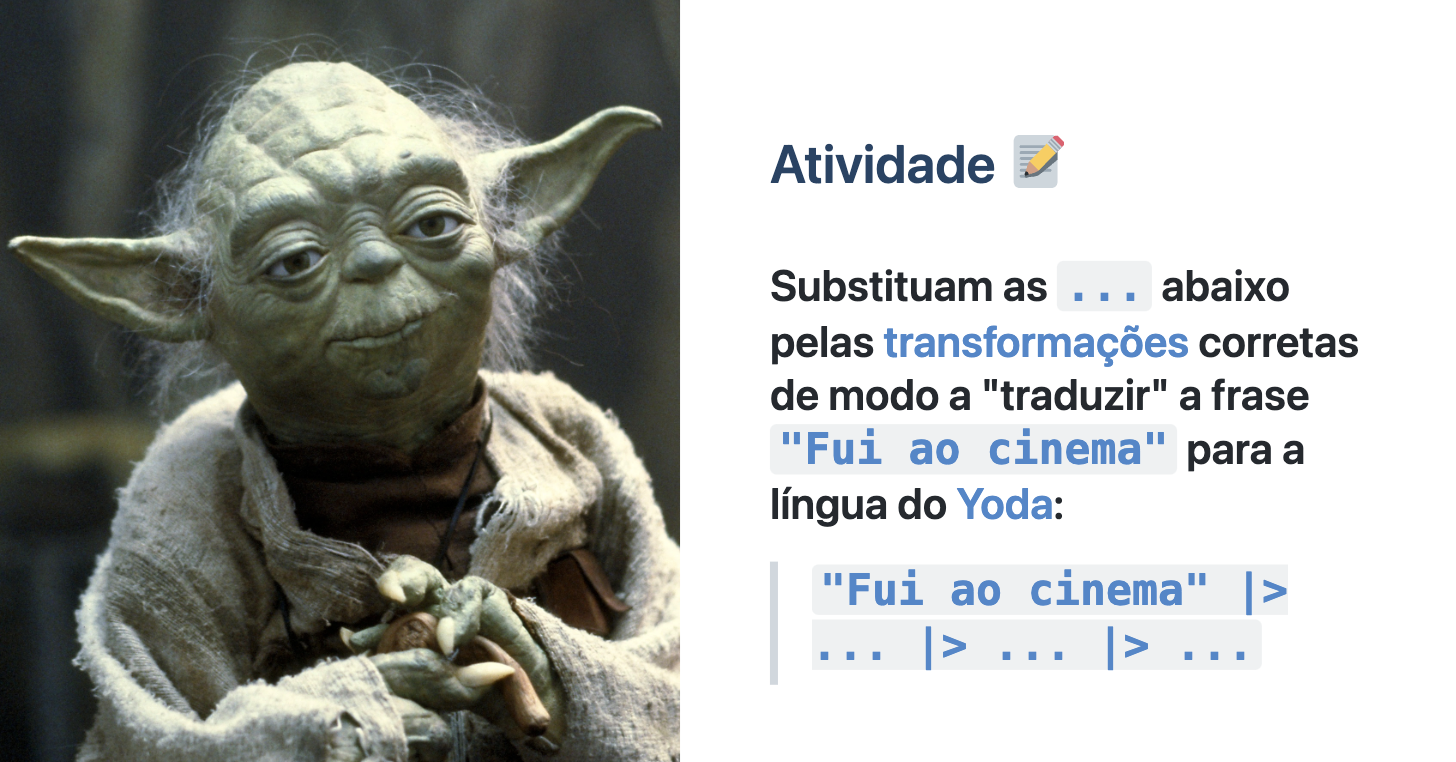 Atividade 📝
Substituam as ... abaixo
pelas transformações corretas
de modo a "traduzir" a frase
"Fui ao cinema" para a
língua do Yoda:
"Fui ao cinema" |>
... |> ... |> ...